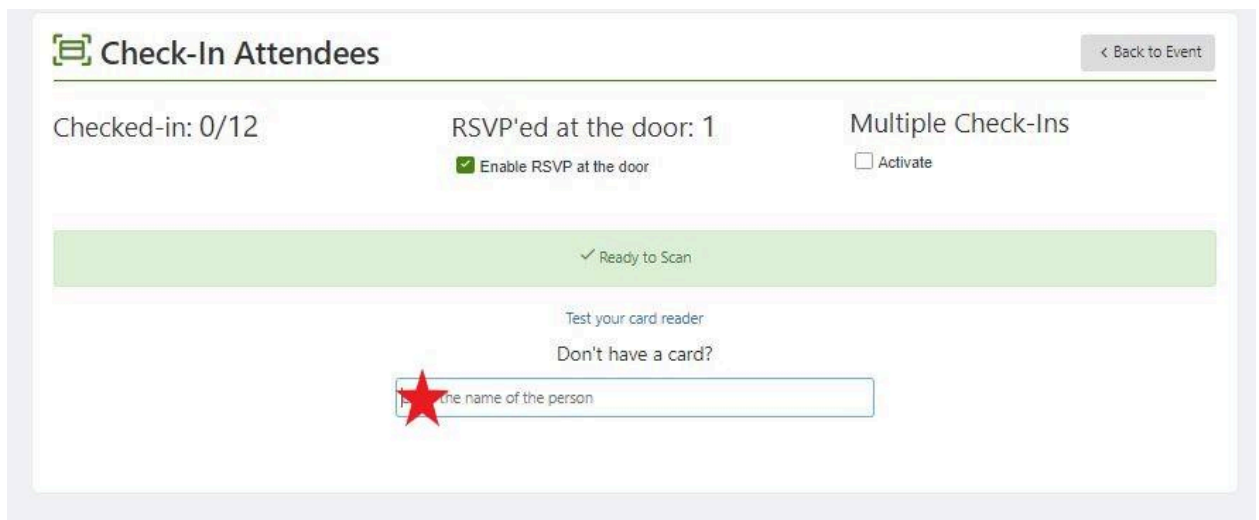 Check-In Attendees
< Back to Event
Checked-in: 0/12
RSVP'ed at the door: 1
Multiple Check-Ins
Enable RSVP at the door
Activate
Ready to Scan
Test your card reader
Don't have a card?
the name of the person